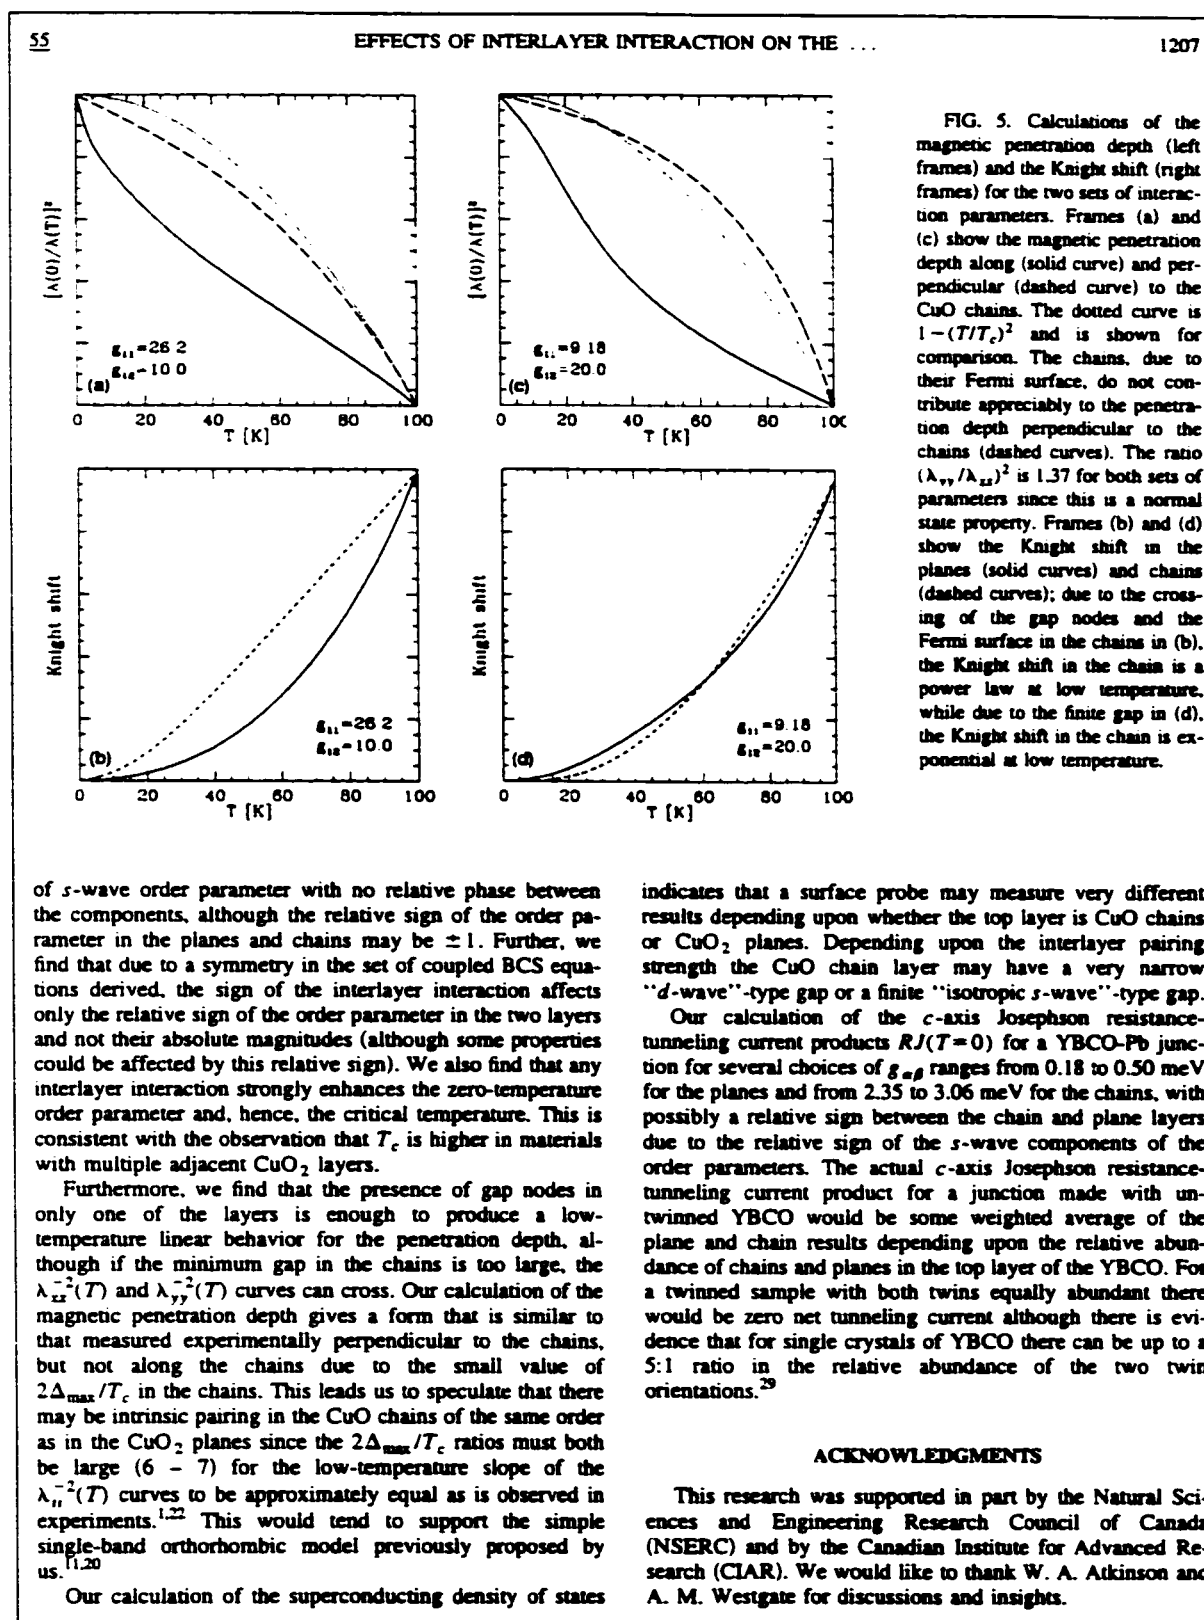 55
EFFECTS OF INTERLAYER INTERACTION ON THE ...
1207
[λ(0)/λ(T)]²
g₁₁=26.2
g₁₂=10.0
(a)
0 20 40 60 80 100
T [K]
[λ(0)/λ(T)]²
g₁₁=9.18
g₁₂=20.0
(c)
0 20 40 60 80 100
T [K]
Knight shift
g₁₁=26.2
g₁₂=10.0
(b)
0 20 40 60 80 100
T [K]
Knight shift
g₁₁=9.18
g₁₂=20.0
(d)
0 20 40 60 80 100
T [K]
FIG. 5. Calculations of the
magnetic penetration depth (left
frames) and the Knight shift (right
frames) for the two sets of interac-
tion parameters. Frames (a) and
(c) show the magnetic penetration
depth along (solid curve) and per-
pendicular (dashed curve) to the
CuO chains. The dotted curve is
1−(T/T_c)² and is shown for
comparison. The chains, due to
their Fermi surface, do not con-
tribute appreciably to the penetra-
tion depth perpendicular to the
chains (dashed curves). The ratio
(λ_yy/λ_xx)² is 1.37 for both sets of
parameters since this is a normal
state property. Frames (b) and (d)
show the Knight shift in the
planes (solid curves) and chains
(dashed curves); due to the cross-
ing of the gap nodes and the
Fermi surface in the chains in (b),
the Knight shift in the chain is a
power law at low temperature,
while due to the finite gap in (d),
the Knight shift in the chain is ex-
ponential at low temperature.
of s-wave order parameter with no relative phase between
the components, although the relative sign of the order pa-
rameter in the planes and chains may be ±1. Further, we
find that due to a symmetry in the set of coupled BCS equa-
tions derived, the sign of the interlayer interaction affects
only the relative sign of the order parameter in the two layers
and not their absolute magnitudes (although some properties
could be affected by this relative sign). We also find that any
interlayer interaction strongly enhances the zero-temperature
order parameter and, hence, the critical temperature. This is
consistent with the observation that T_c is higher in materials
with multiple adjacent CuO₂ layers.
Furthermore, we find that the presence of gap nodes in
only one of the layers is enough to produce a low-
temperature linear behavior for the penetration depth, al-
though if the minimum gap in the chains is too large, the
λ_xx⁻²(T) and λ_yy⁻²(T) curves can cross. Our calculation of the
magnetic penetration depth gives a form that is similar to
that measured experimentally perpendicular to the chains,
but not along the chains due to the small value of
2Δ_max/T_c in the chains. This leads us to speculate that there
may be intrinsic pairing in the CuO chains of the same order
as in the CuO₂ planes since the 2Δ_max/T_c ratios must both
be large (6 − 7) for the low-temperature slope of the
λ_ii⁻²(T) curves to be approximately equal as is observed in
experiments.¹,²² This would tend to support the simple
single-band orthorhombic model previously proposed by
us.¹¹,²⁰
Our calculation of the superconducting density of states
indicates that a surface probe may measure very different
results depending upon whether the top layer is CuO chains
or CuO₂ planes. Depending upon the interlayer pairing
strength the CuO chain layer may have a very narrow
"d-wave"-type gap or a finite "isotropic s-wave"-type gap.
Our calculation of the c-axis Josephson resistance-
tunneling current products RJ(T=0) for a YBCO-Pb junc-
tion for several choices of g_αβ ranges from 0.18 to 0.50 meV
for the planes and from 2.35 to 3.06 meV for the chains, with
possibly a relative sign between the chain and plane layers
due to the relative sign of the s-wave components of the
order parameters. The actual c-axis Josephson resistance-
tunneling current product for a junction made with un-
twinned YBCO would be some weighted average of the
plane and chain results depending upon the relative abun-
dance of chains and planes in the top layer of the YBCO. For
a twinned sample with both twins equally abundant there
would be zero net tunneling current although there is evi-
dence that for single crystals of YBCO there can be up to a
5:1 ratio in the relative abundance of the two twin
orientations.²⁹
ACKNOWLEDGMENTS
This research was supported in part by the Natural Sci-
ences and Engineering Research Council of Canada
(NSERC) and by the Canadian Institute for Advanced Re-
search (CIAR). We would like to thank W. A. Atkinson and
A. M. Westgate for discussions and insights.